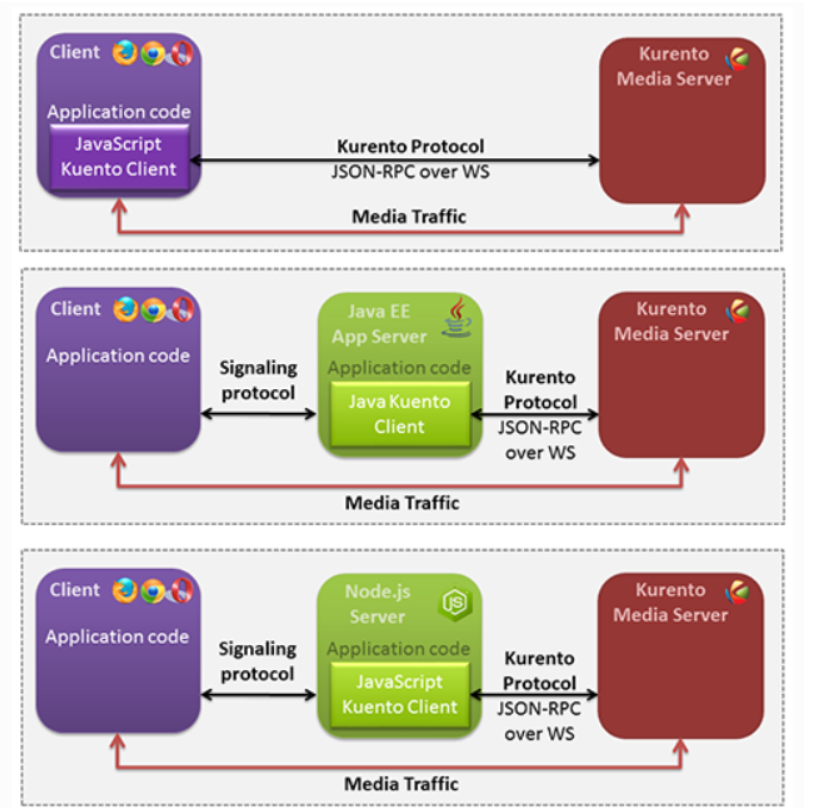 Client
Kurento
Media Server
Application code
JavaScript
Kuento Client
Kurento Protocol
JSON-RPC over WS
Media Traffic
Client
Java EE
App Server
Kurento
Media Server
Application code
Signaling
protocol
Application code
Java Kuento
Client
Kurento
Protocol
JSON-RPC
over WS
Media Traffic
Client
Node.js
Server
JS
Kurento
Media Server
Application code
Signaling
protocol
Application code
JavaScript
Kuento Client
Kurento
Protocol
JSON-RPC
over WS
Media Traffic